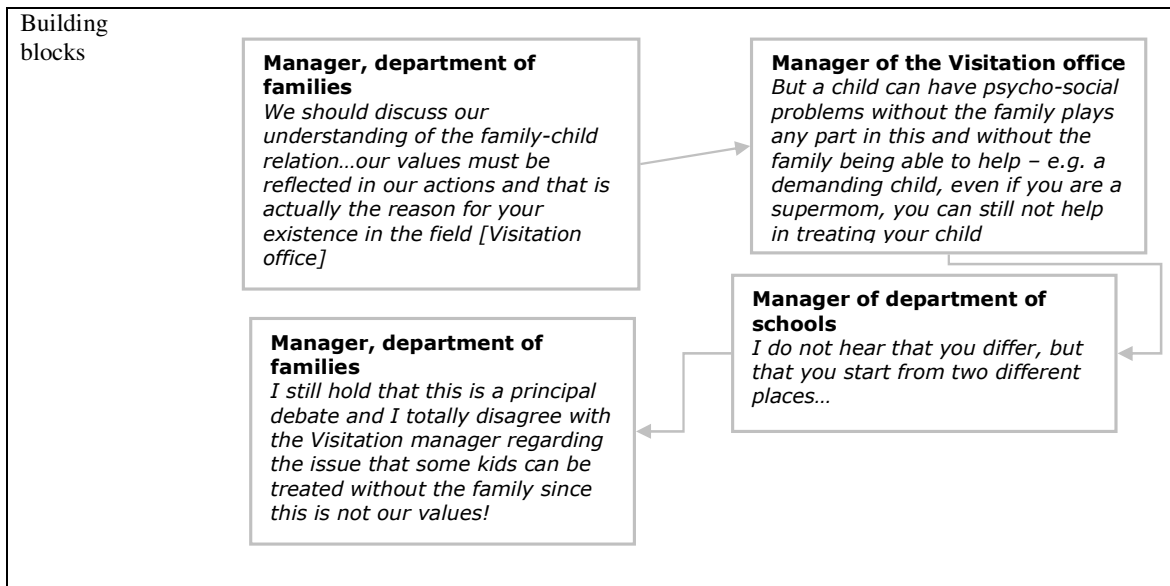 Building
blocks
Manager, department of
families
We should discuss our
understanding of the family-child
relation…our values must be
reflected in our actions and that is
actually the reason for your
existence in the field [Visitation
office]
Manager of the Visitation office
But a child can have psycho-social
problems without the family plays
any part in this and without the
family being able to help – e.g. a
demanding child, even if you are a
supermom, you can still not help
in treating your child
Manager of department of
schools
I do not hear that you differ, but
that you start from two different
places…
Manager, department of
families
I still hold that this is a principal
debate and I totally disagree with
the Visitation manager regarding
the issue that some kids can be
treated without the family since
this is not our values!